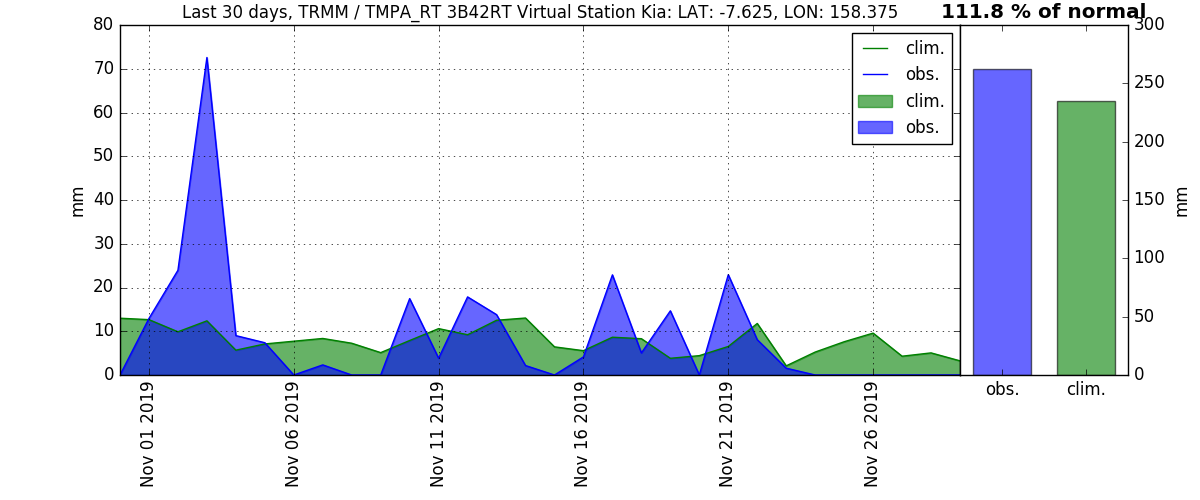 Last 30 days, TRMM / TMPA_RT 3B42RT Virtual Station Kia: LAT: -7.625, LON: 158.375
111.8 % of normal
80
70
60
50
40
30
20
10
0
mm
clim.
obs.
clim.
obs.
Nov 01 2019
Nov 06 2019
Nov 11 2019
Nov 16 2019
Nov 21 2019
Nov 26 2019
300
250
200
150
100
50
0
mm
obs.
clim.